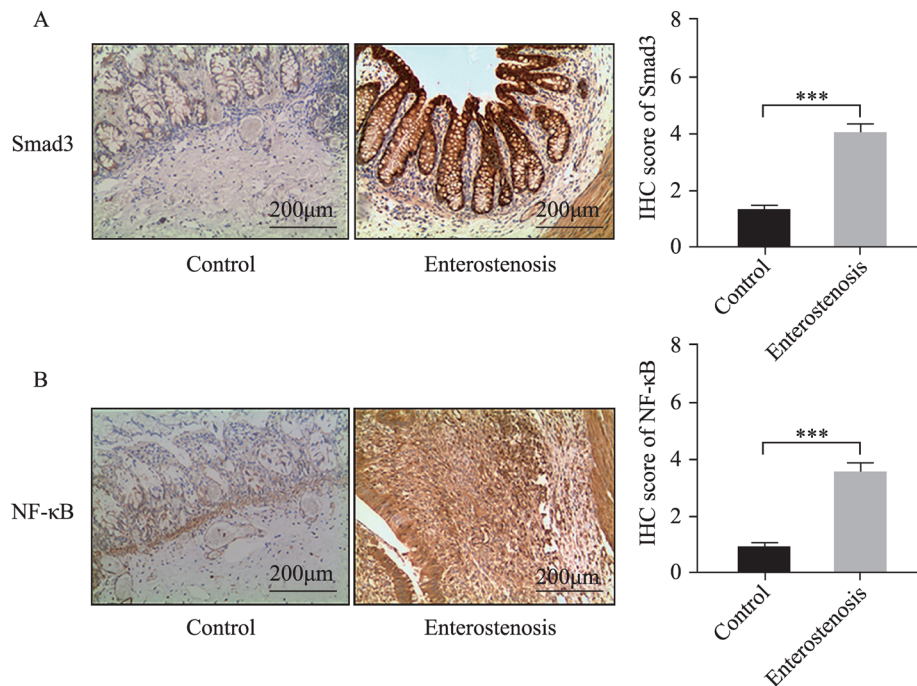 A
Smad3
200μm
200μm
Control
Enterostenosis
IHC score of Smad3
8
6
4
2
0
***
Control
Enterostenosis
B
NF-κB
200μm
200μm
Control
Enterostenosis
IHC score of NF-κB
8
6
4
2
0
***
Control
Enterostenosis